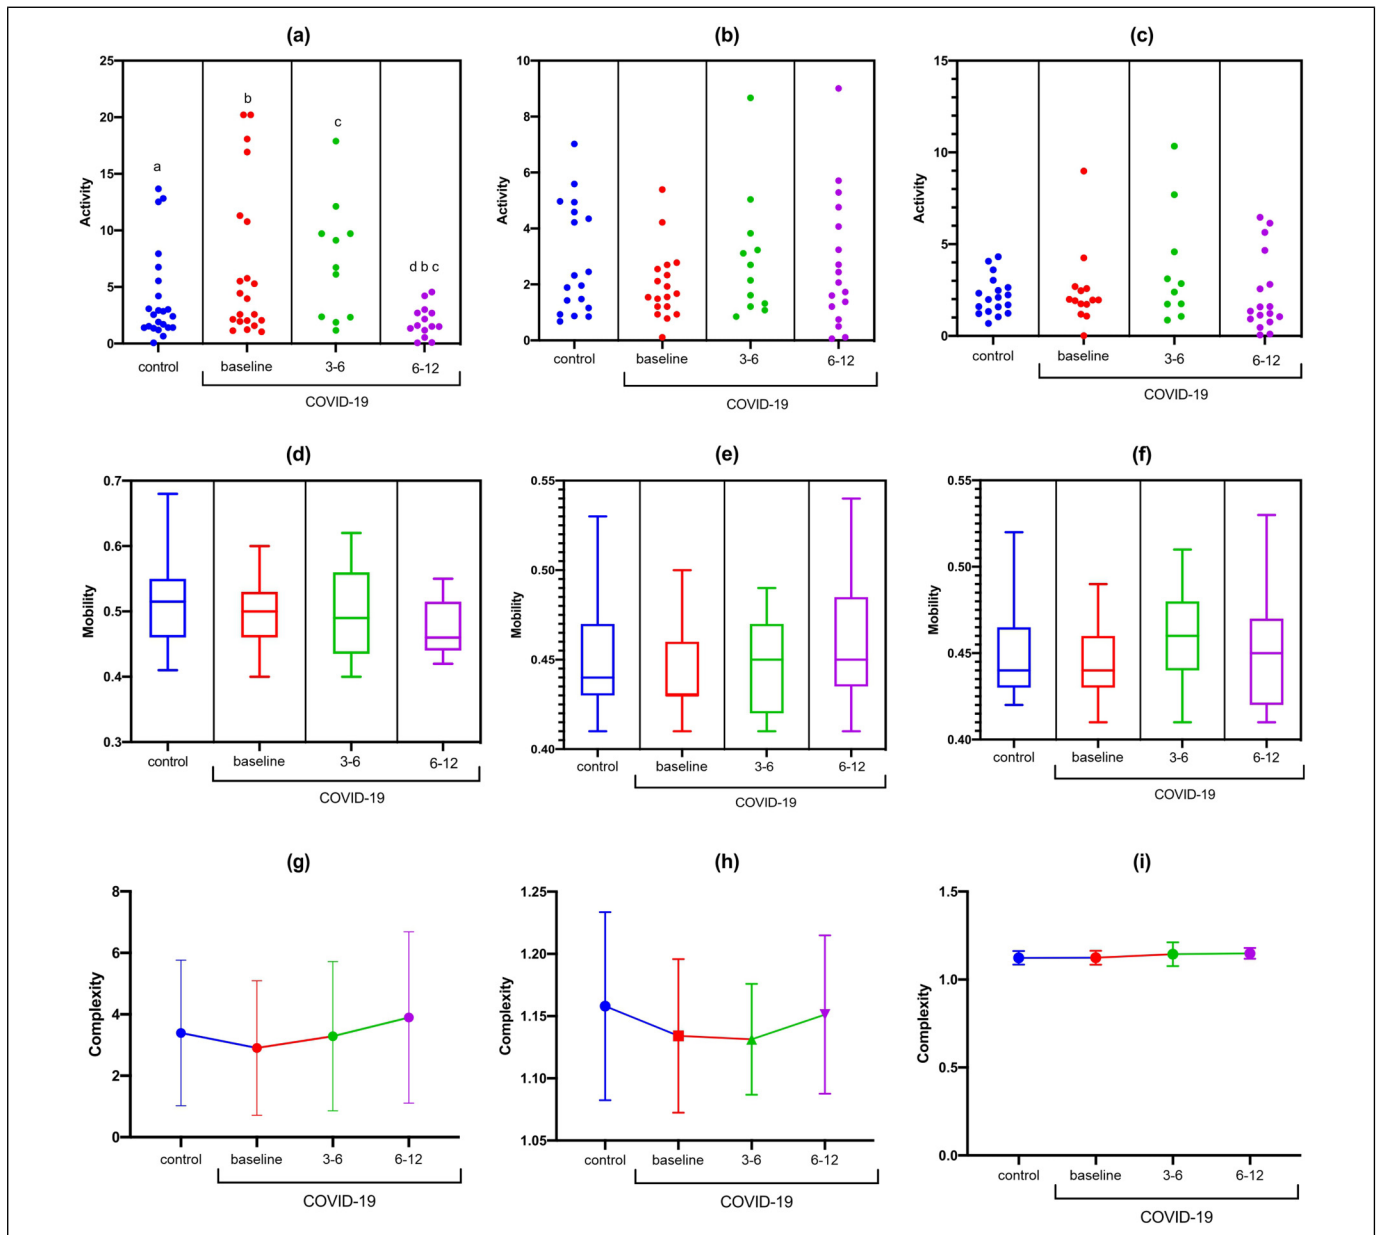 (a)
25
20
15
10
5
0
Activity
a
b
c
d b c
control
baseline
3-6
6-12
COVID-19
(b)
10
8
6
4
2
0
Activity
control
baseline
3-6
6-12
COVID-19
(c)
15
10
5
0
Activity
control
baseline
3-6
6-12
COVID-19
(d)
0.7
0.6
0.5
0.4
0.3
Mobility
control
baseline
3-6
6-12
COVID-19
(e)
0.55
0.50
0.45
0.40
Mobility
control
baseline
3-6
6-12
COVID-19
(f)
0.55
0.50
0.45
0.40
Mobility
control
baseline
3-6
6-12
COVID-19
(g)
8
6
4
2
0
Complexity
control
baseline
3-6
6-12
COVID-19
(h)
1.25
1.20
1.15
1.10
1.05
Complexity
control
baseline
3-6
6-12
COVID-19
(i)
1.5
1.0
0.5
0.0
Complexity
control
baseline
3-6
6-12
COVID-19